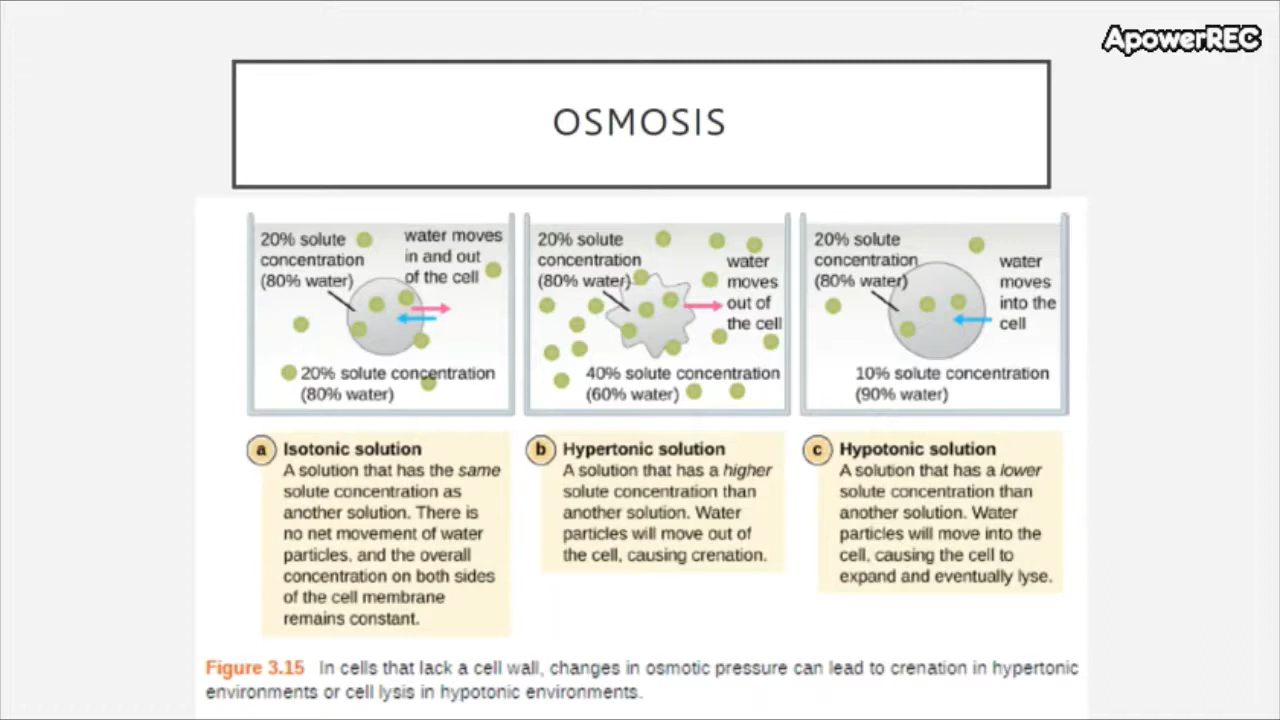 ApowerREC
OSMOSIS
20% solute
concentration
(80% water)
water moves
in and out
of the cell
20% solute concentration
(80% water)
20% solute
concentration
(80% water)
water
moves
out of
the cell
40% solute concentration
(60% water)
20% solute
concentration
(80% water)
water
moves
into the
cell
10% solute concentration
(90% water)
a Isotonic solution
A solution that has the same
solute concentration as
another solution. There is
no net movement of water
particles, and the overall
concentration on both sides
of the cell membrane
remains constant.
b Hypertonic solution
A solution that has a higher
solute concentration than
another solution. Water
particles will move out of
the cell, causing crenation.
c Hypotonic solution
A solution that has a lower
solute concentration than
another solution. Water
particles will move into the
cell, causing the cell to
expand and eventually lyse.
Figure 3.15 In cells that lack a cell wall, changes in osmotic pressure can lead to crenation in hypertonic
environments or cell lysis in hypotonic environments.